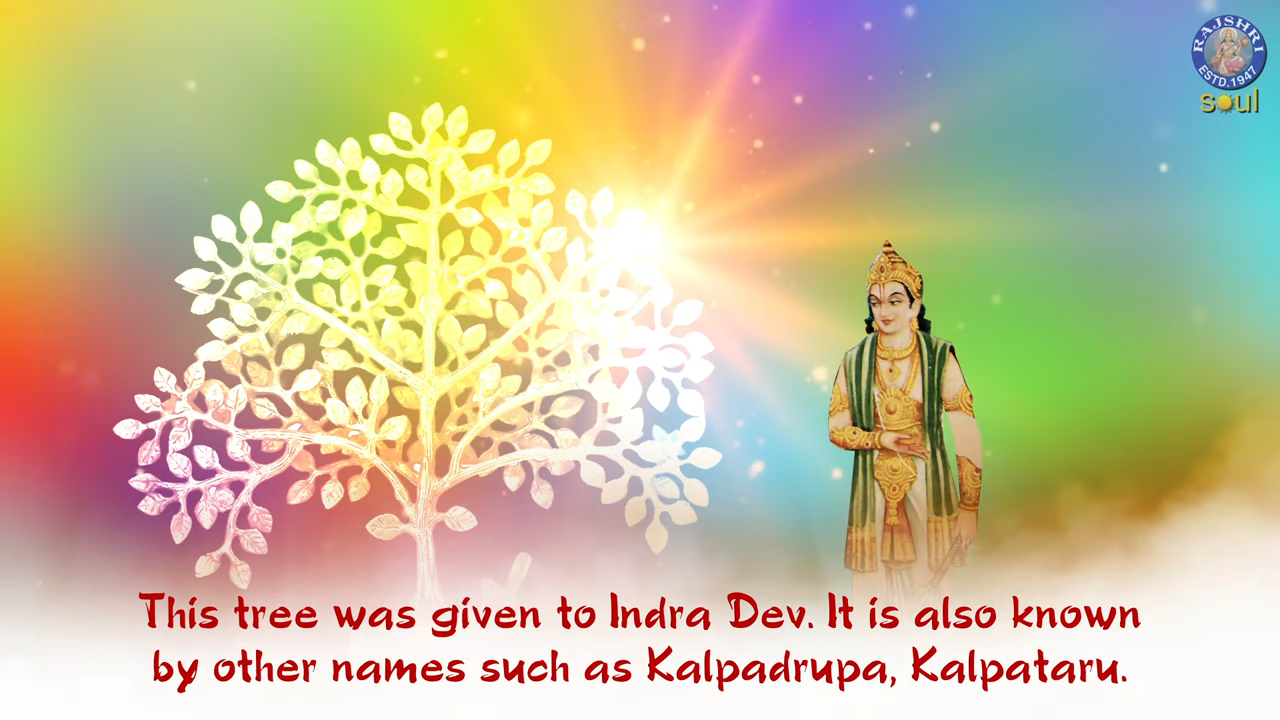 RAJSHRI
ESTD.1947
soul
This tree was given to Indra Dev. It is also known
by other names such as Kalpadrupa, Kalpataru.